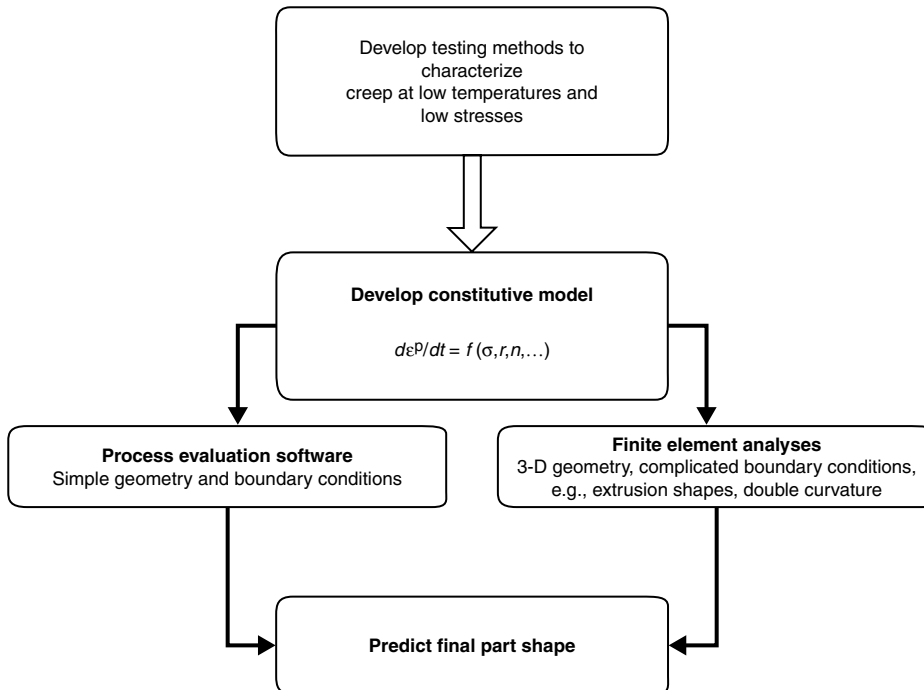 Develop testing methods to
characterize
creep at low temperatures and
low stresses
Develop constitutive model
dεᵖ/dt = f (σ,r,n,…)
Process evaluation software
Simple geometry and boundary conditions
Finite element analyses
3-D geometry, complicated boundary conditions,
e.g., extrusion shapes, double curvature
Predict final part shape